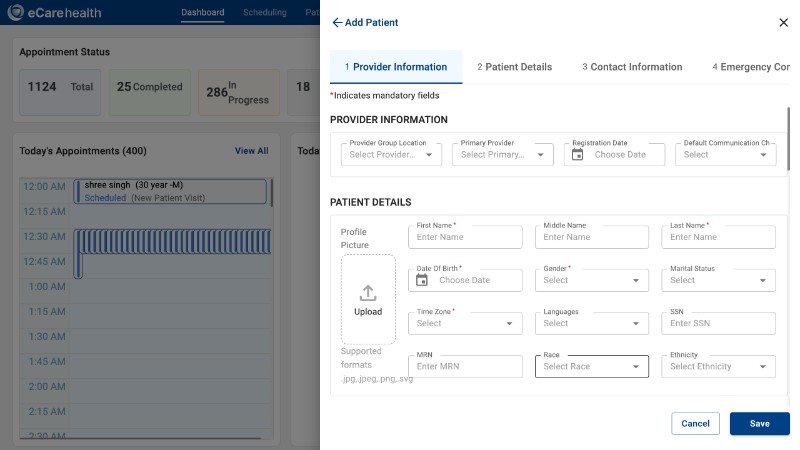 eCarehealth
Dashboard
Scheduling
Appointment Status
1124 Total
25 Completed
286 In Progress
18
Today's Appointments (400)
View All
12:00 AM
shree singh (30 year -M)
Scheduled (New Patient Visit)
12:15 AM
12:30 AM
12:45 AM
1:00 AM
1:15 AM
1:30 AM
1:45 AM
2:00 AM
2:15 AM
2:30 AM
Add Patient
1 Provider Information
2 Patient Details
3 Contact Information
4 Emergency Con
*Indicates mandatory fields
PROVIDER INFORMATION
Provider Group Location
Primary Provider
Registration Date
Default Communication Ch
Select Provider...
Select Primary...
Choose Date
Select
PATIENT DETAILS
Profile Picture
Upload
Supported formats
.jpg,.jpeg,.png,.svg
First Name *
Middle Name
Last Name *
Enter Name
Enter Name
Enter Name
Date Of Birth *
Gender *
Marital Status
Choose Date
Select
Select
Time Zone *
Languages
SSN
Select
Select
Enter SSN
MRN
Race
Ethnicity
Enter MRN
Select Race
Select Ethnicity
Cancel
Save